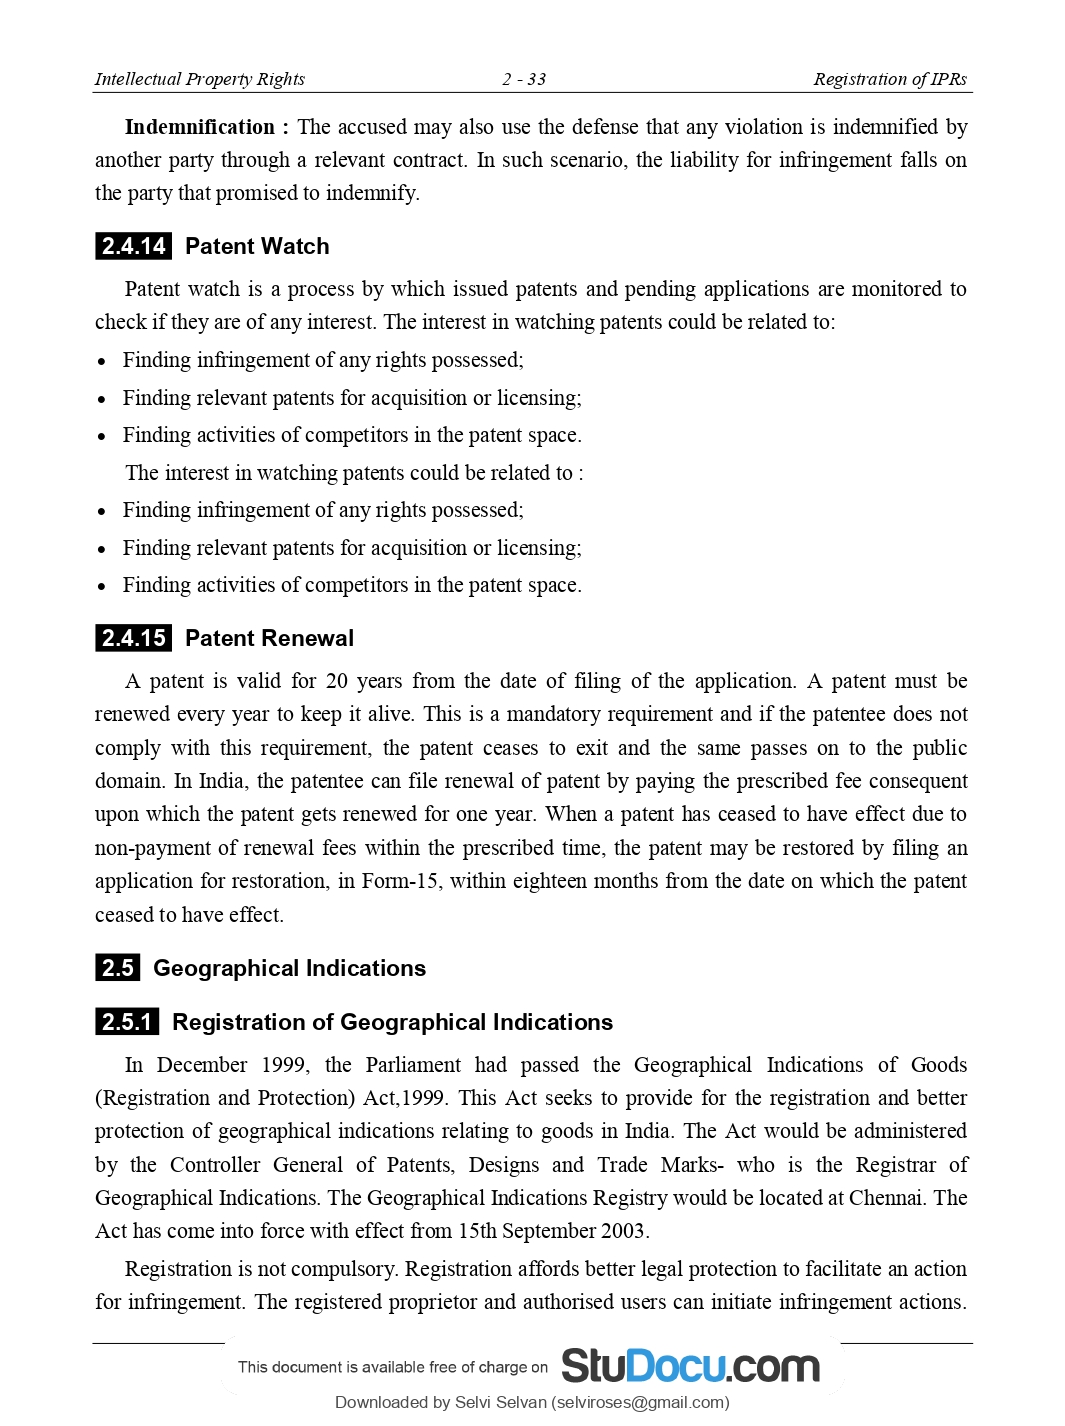 Intellectual Property Rights 2 - 33 Registration of IPRs
Indemnification : The accused may also use the defense that any violation is indemnified by
another party through a relevant contract. In such scenario, the liability for infringement falls on
the party that promised to indemnify.
2.4.14 Patent Watch
Patent watch is a process by which issued patents and pending applications are monitored to
check if they are of any interest. The interest in watching patents could be related to:
• Finding infringement of any rights possessed;
• Finding relevant patents for acquisition or licensing;
• Finding activities of competitors in the patent space.
The interest in watching patents could be related to :
• Finding infringement of any rights possessed;
• Finding relevant patents for acquisition or licensing;
• Finding activities of competitors in the patent space.
2.4.15 Patent Renewal
A patent is valid for 20 years from the date of filing of the application. A patent must be
renewed every year to keep it alive. This is a mandatory requirement and if the patentee does not
comply with this requirement, the patent ceases to exit and the same passes on to the public
domain. In India, the patentee can file renewal of patent by paying the prescribed fee consequent
upon which the patent gets renewed for one year. When a patent has ceased to have effect due to
non-payment of renewal fees within the prescribed time, the patent may be restored by filing an
application for restoration, in Form-15, within eighteen months from the date on which the patent
ceased to have effect.
2.5 Geographical Indications
2.5.1 Registration of Geographical Indications
In December 1999, the Parliament had passed the Geographical Indications of Goods
(Registration and Protection) Act,1999. This Act seeks to provide for the registration and better
protection of geographical indications relating to goods in India. The Act would be administered
by the Controller General of Patents, Designs and Trade Marks- who is the Registrar of
Geographical Indications. The Geographical Indications Registry would be located at Chennai. The
Act has come into force with effect from 15th September 2003.
Registration is not compulsory. Registration affords better legal protection to facilitate an action
for infringement. The registered proprietor and authorised users can initiate infringement actions.
This document is available free of charge on StuDocu.com
Downloaded by Selvi Selvan (selviroses@gmail.com)